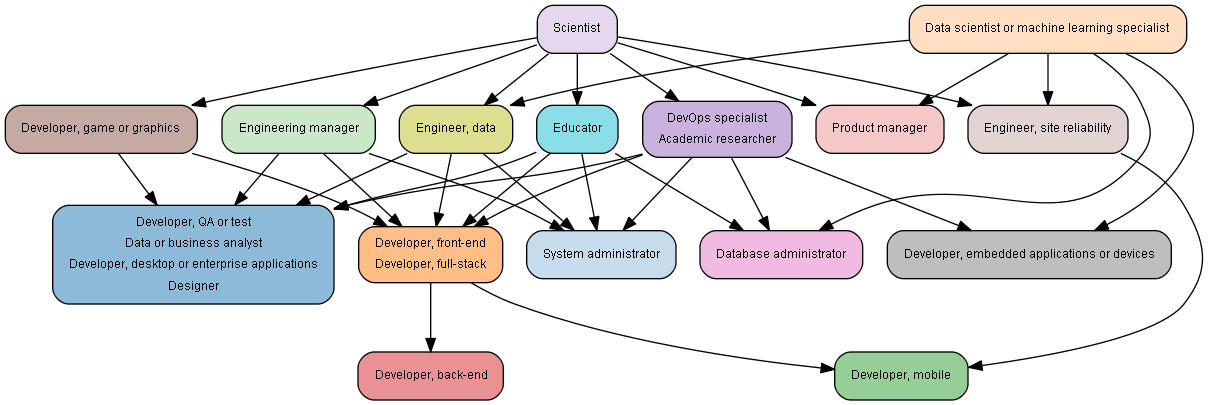 Scientist
Data scientist or machine learning specialist
Developer, game or graphics
Engineering manager
Engineer, data
Educator
DevOps specialist
Academic researcher
Product manager
Engineer, site reliability
Developer, QA or test
Data or business analyst
Developer, desktop or enterprise applications
Designer
Developer, front-end
Developer, full-stack
System administrator
Database administrator
Developer, embedded applications or devices
Developer, back-end
Developer, mobile